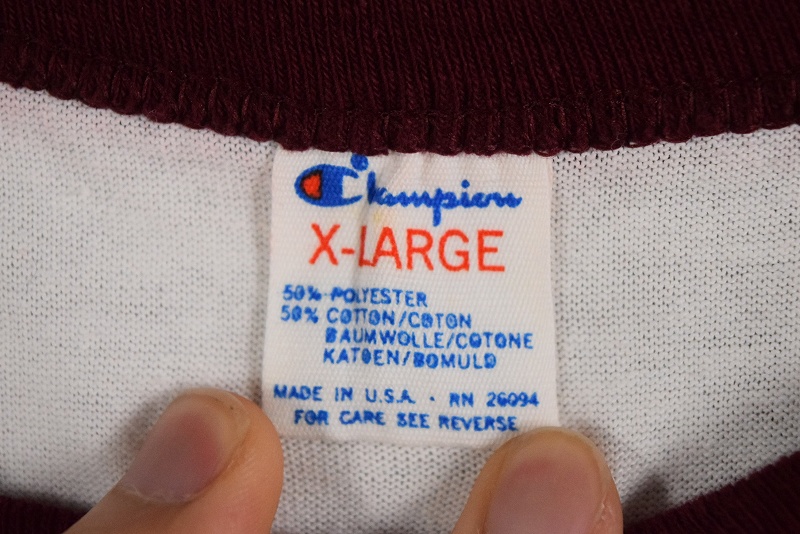 Champion
X-LARGE
50% POLYESTER
50% COTTON/COTON
BAUMWOLLE/COTONE
KATOEN/BOMULD
MADE IN U.S.A. · RN 26094
FOR CARE SEE REVERSE